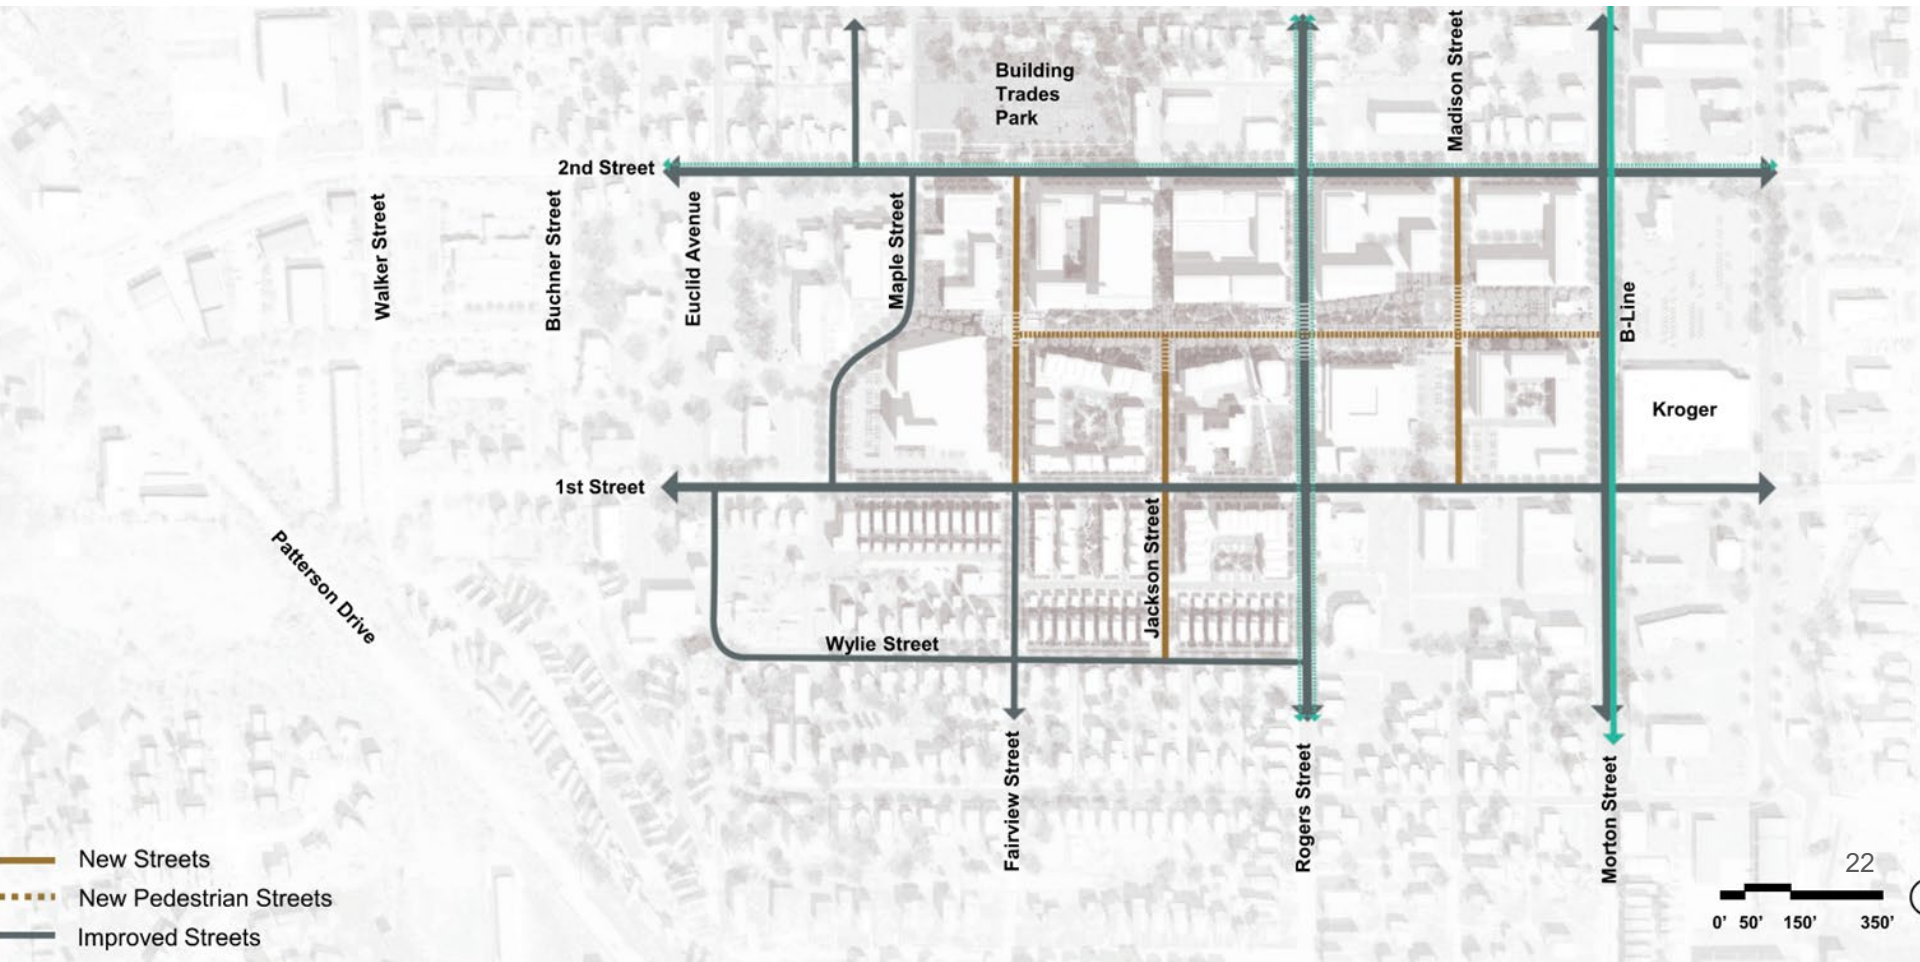 Madison Street
Building
Trades
Park
2nd Street
Walker Street
Buchner Street
Euclid Avenue
Maple Street
B-Line
Kroger
1st Street
Jackson Street
Patterson Drive
Wylie Street
Fairview Street
Rogers Street
Morton Street
New Streets
New Pedestrian Streets
Improved Streets
22
0' 50' 150' 350'